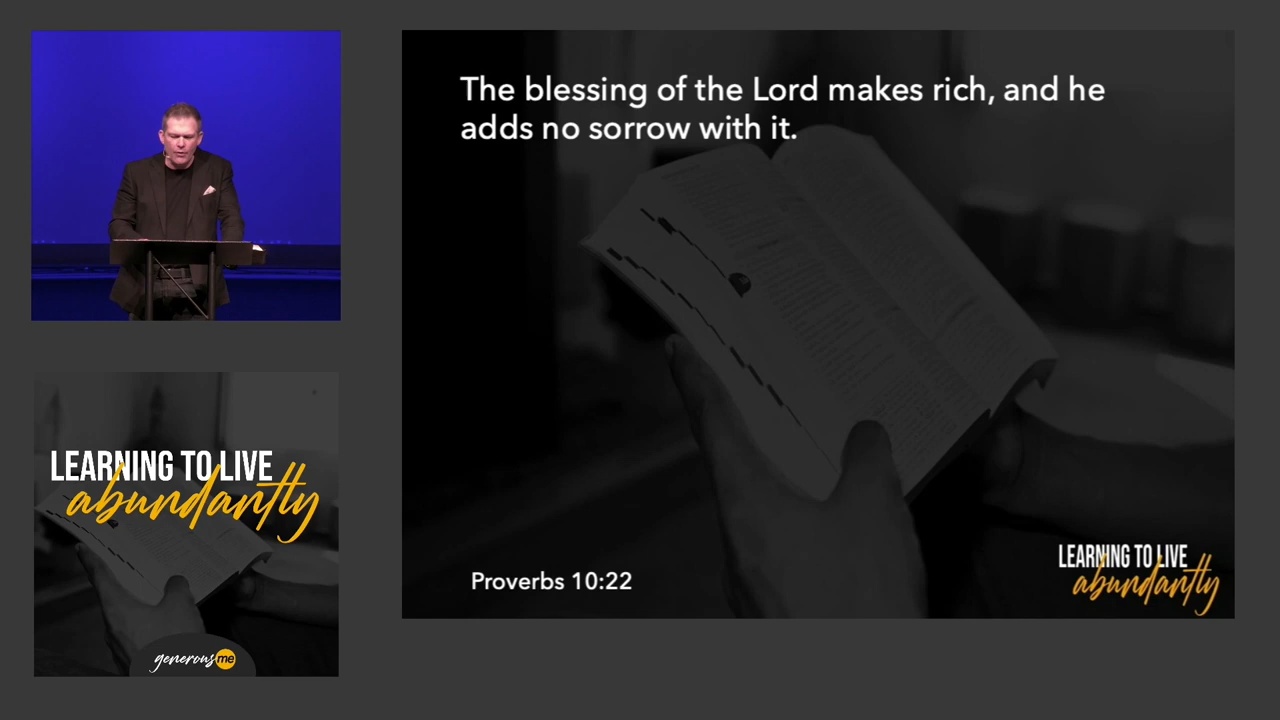 The blessing of the Lord makes rich, and he
adds no sorrow with it.
Proverbs 10:22
LEARNING TO LIVE
abundantly
LEARNING TO LIVE
abundantly
generous me